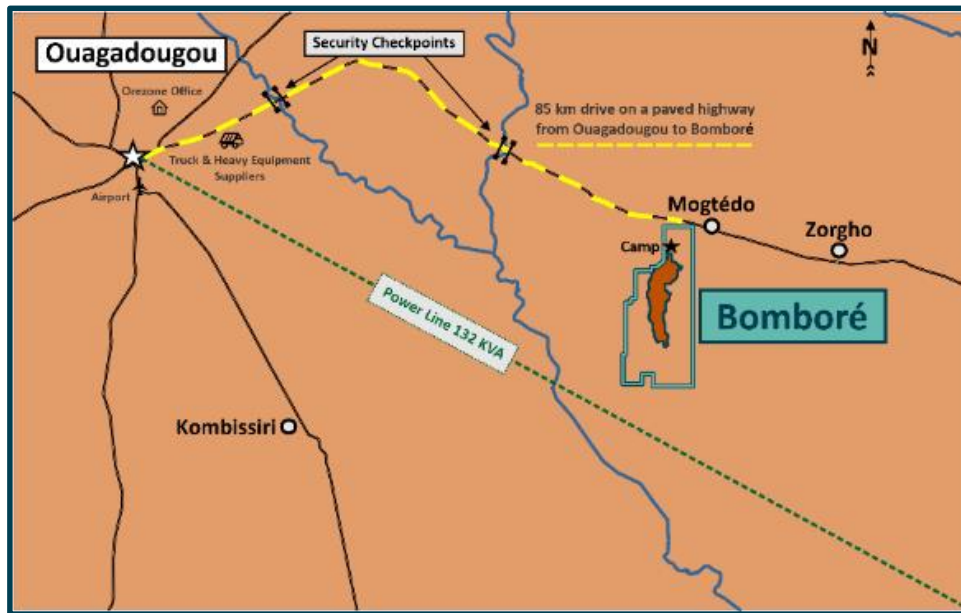 Ouagadougou
Orezone Office
Security Checkpoints
N
85 km drive on a paved highway
from Ouagadougou to Bomboré
Truck & Heavy Equipment
Suppliers
Airport
Mogtédo
Zorgho
Camp
Bomboré
Power Line 132 KVA
Kombissiri